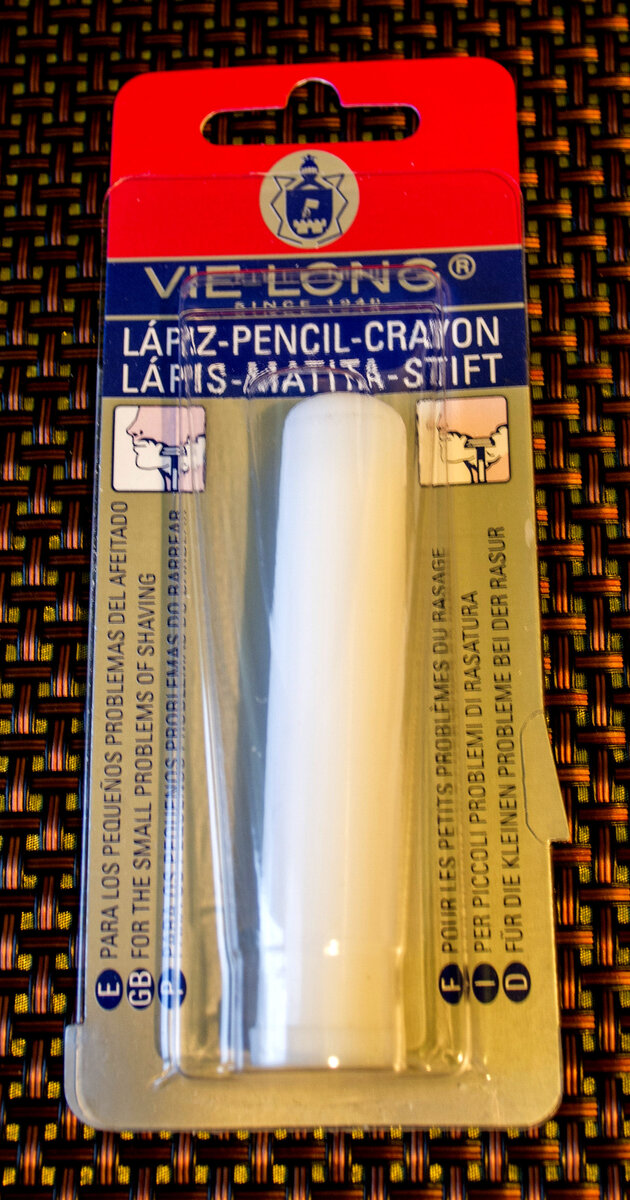 VIE-LONG®
SINCE 1940
LÁPIZ-PENCIL-CRAYON
LÁPIS-MATITA-STIFT
E PARA LOS PEQUEÑOS PROBLEMAS DEL AFEITADO
GB FOR THE SMALL PROBLEMS OF SHAVING
P PARA OS PEQUENOS PROBLEMAS DO BARBEAR
F POUR LES PETITS PROBLÊMES DU RASAGE
I PER PICCOLI PROBLEMI DI RASATURA
D FÜR DIE KLEINEN PROBLEME BEI DER RASUR